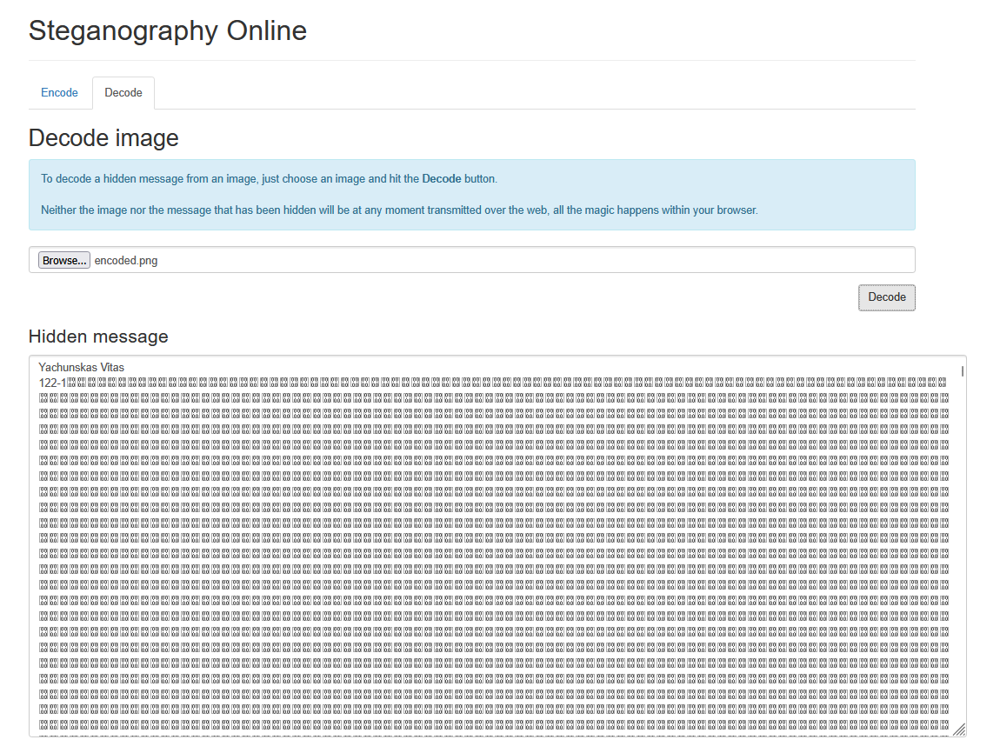 Steganography Online
Encode
Decode
Decode image
To decode a hidden message from an image, just choose an image and hit the Decode button.
Neither the image nor the message that has been hidden will be at any moment transmitted over the web, all the magic happens within your browser.
Browse... encoded.png
Decode
Hidden message
Yachunskas Vitas
122-1